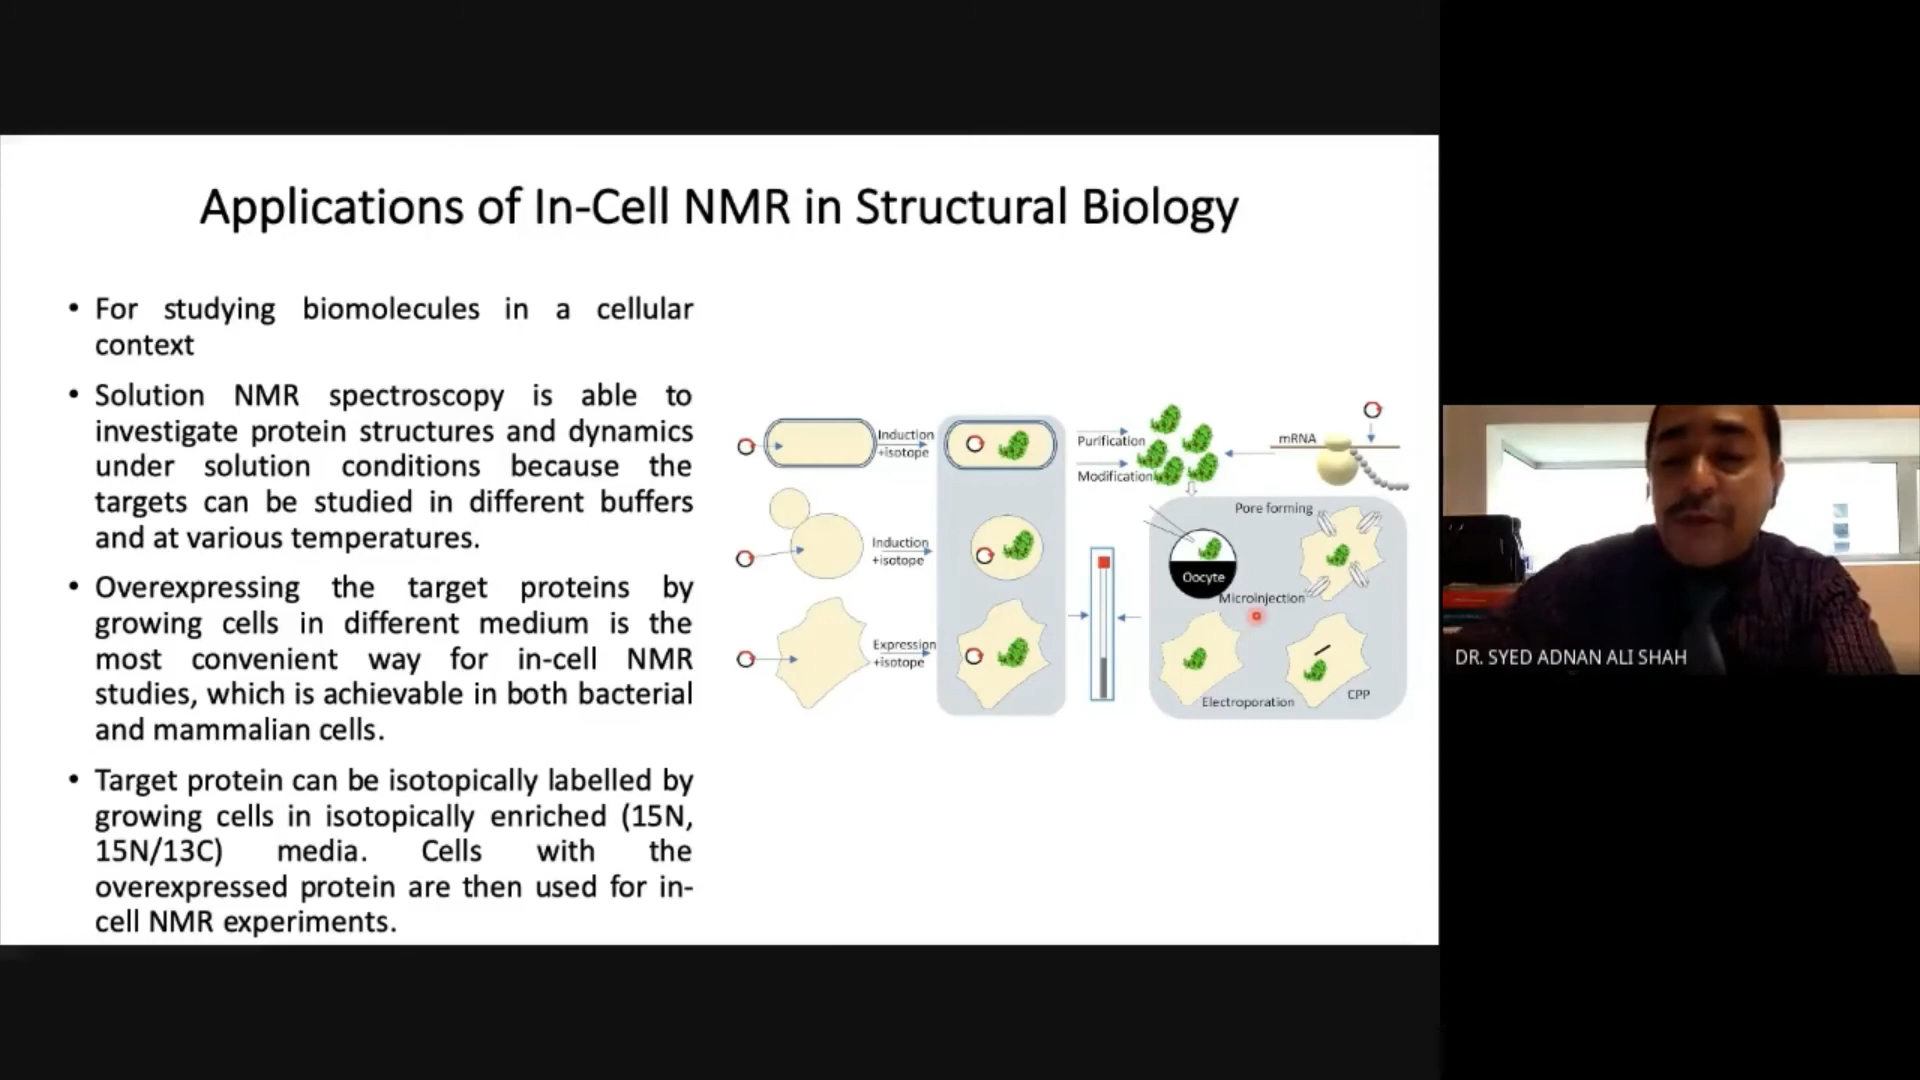 Applications of In-Cell NMR in Structural Biology
• For studying biomolecules in a cellular
context
• Solution NMR spectroscopy is able to
investigate protein structures and dynamics
under solution conditions because the
targets can be studied in different buffers
and at various temperatures.
• Overexpressing the target proteins by
growing cells in different medium is the
most convenient way for in-cell NMR
studies, which is achievable in both bacterial
and mammalian cells.
• Target protein can be isotopically labelled by
growing cells in isotopically enriched (15N,
15N/13C) media. Cells with the
overexpressed protein are then used for in-
cell NMR experiments.
Induction
+isotope
Induction
+isotope
Expression
+isotope
Purification
Modification
mRNA
Pore forming
Oocyte
Microinjection
Electroporation
CPP
DR. SYED ADNAN ALI SHAH